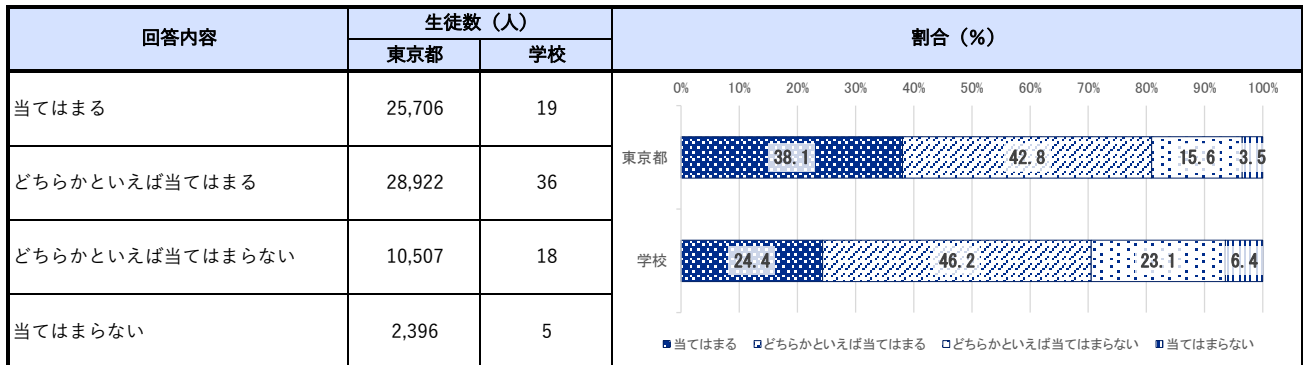 回答内容
生徒数（人）
割合（%）
東京都
学校
当てはまる
25,706
19
どちらかといえば当てはまる
28,922
36
どちらかといえば当てはまらない
10,507
18
当てはまらない
2,396
5
0%
10%
20%
30%
40%
50%
60%
70%
80%
90%
100%
東京都
38.1
42.8
15.6
3.5
学校
24.4
46.2
23.1
6.4
当てはまる
どちらかといえば当てはまる
どちらかといえば当てはまらない
当てはまらない